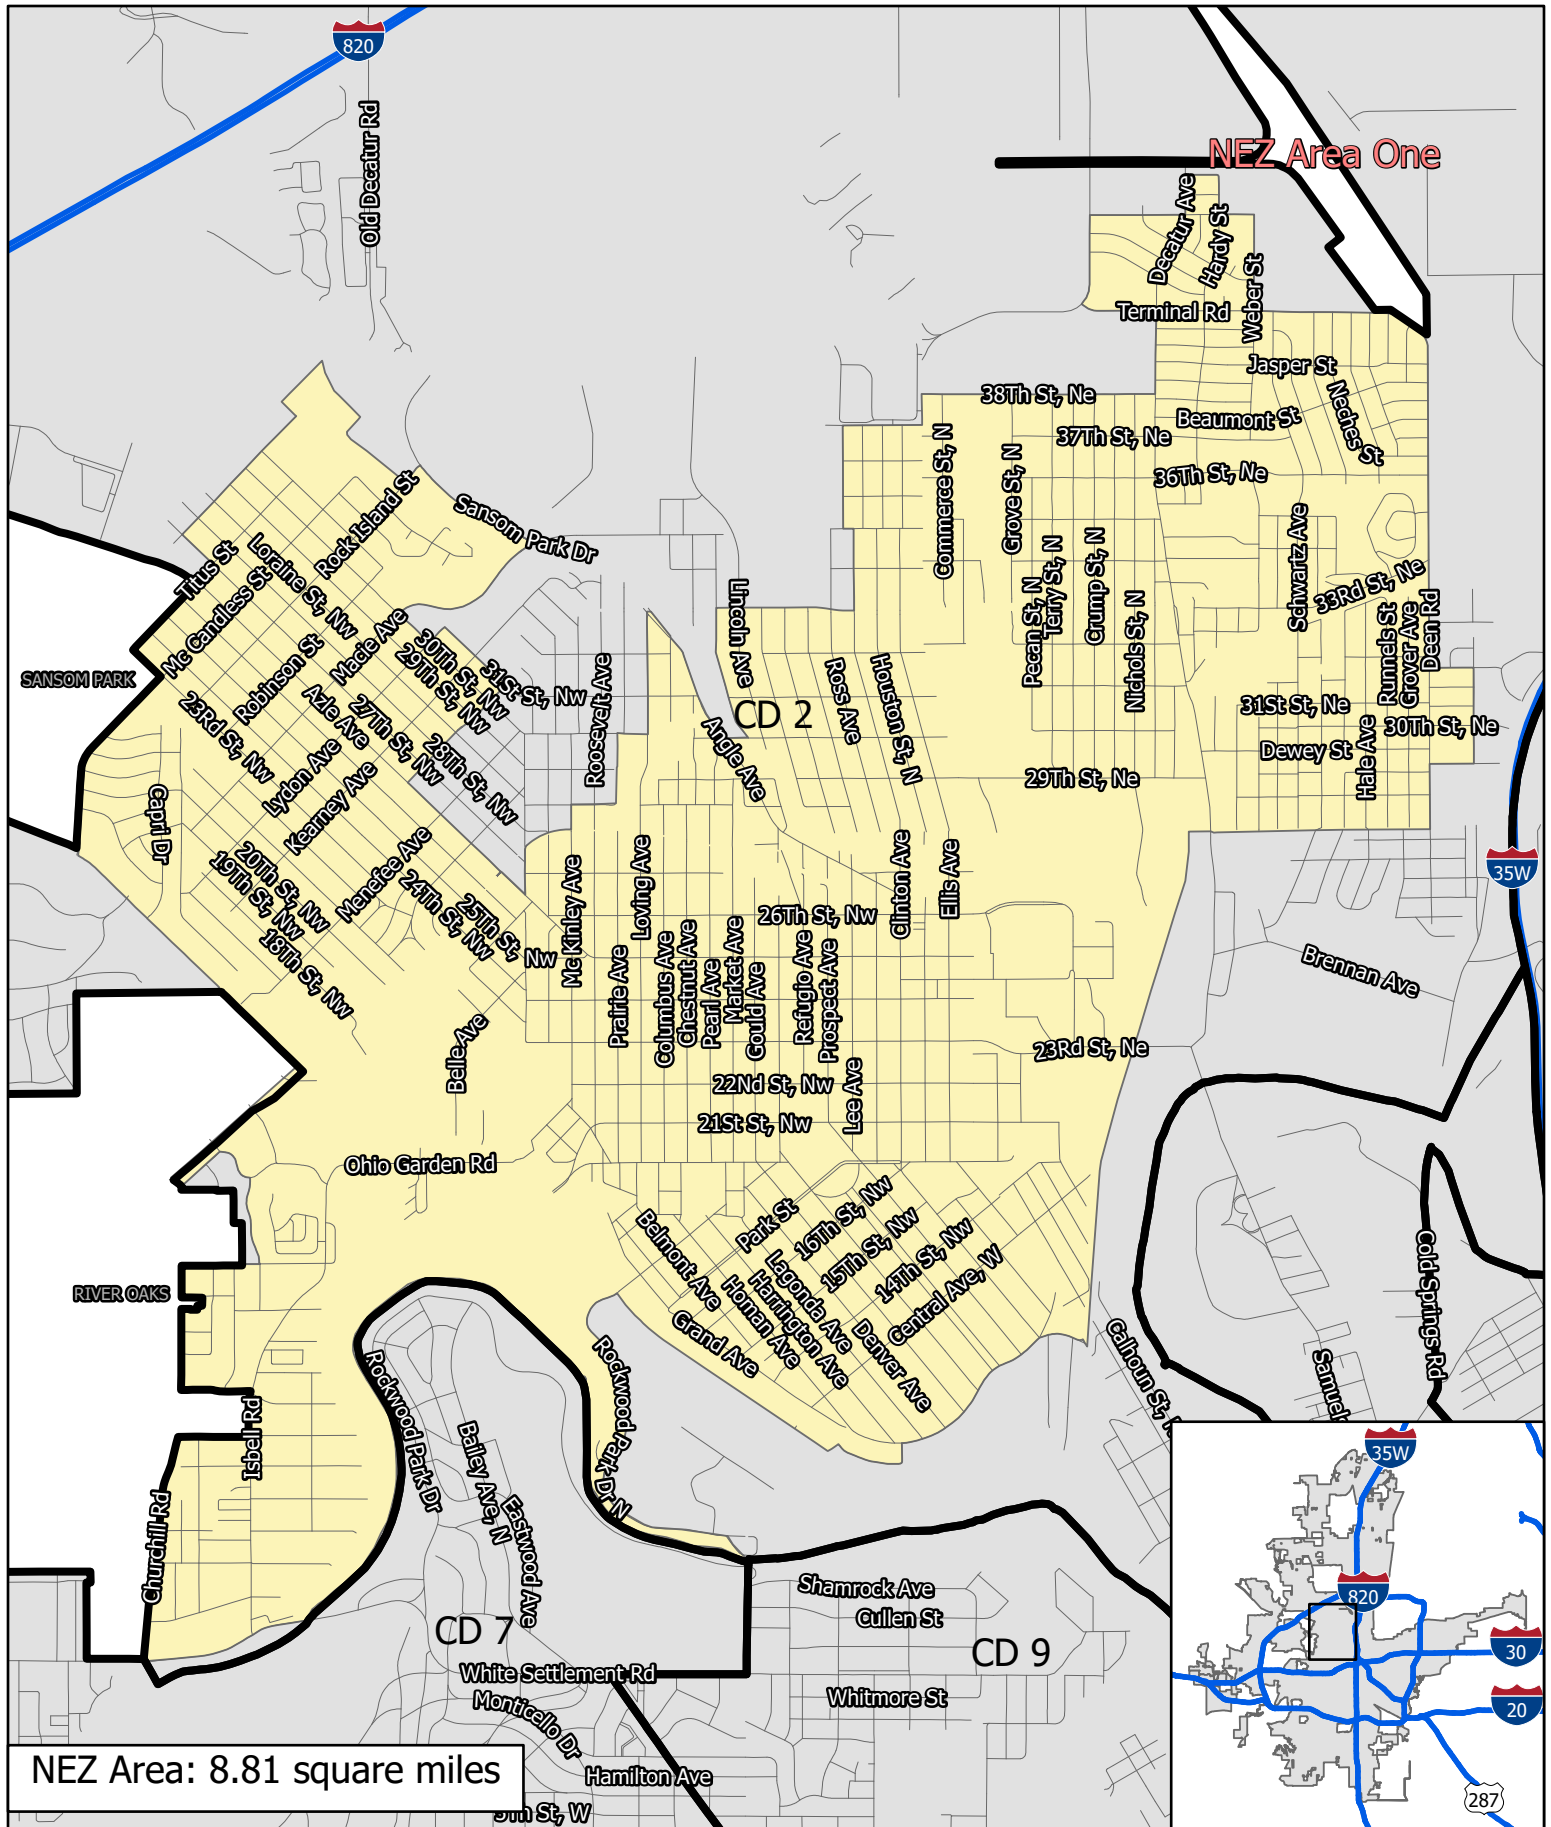 820
Old Decatur Rd
NEZ Area One
Decatur Ave
Hardy St
Weber St
Terminal Rd
Jasper St
Neches St
38Th St, Ne
Beaumont St
37Th St, Ne
36Th St, Ne
Commerce St, N
Grove St, N
Rock Island St
Sansom Park Dr
Titus St
Loraine St, Nw
Mc Candless St
Schwartz Ave
33Rd St, Ne
Pecan St, N
Terry St, N
Crump St, N
Nichols St, N
Runnels St
Grover Ave
Deen Rd
Lincoln Ave
Macie Ave
Robinson St
30Th St, Nw
29Th St, Nw
31St St, Nw
Roosevelt Ave
Ross Ave
Houston St, N
SANSOM PARK
23Rd St, Nw
Azle Ave
27Th St, Nw
28Th St, Nw
CD 2
Angle Ave
31St St, Ne
30Th St, Ne
Dewey St
Hale Ave
29Th St, Ne
Lydon Ave
Kearney Ave
Capri Dr
Menefee Ave
20Th St, Nw
19Th St, Nw
18Th St, Nw
24Th St, Nw
25Th St, Nw
Mc Kinley Ave
Loving Ave
Clinton Ave
Ellis Ave
35W
26Th St, Nw
Prairie Ave
Columbus Ave
Chestnut Ave
Pearl Ave
Market Ave
Gould Ave
Refugio Ave
Prospect Ave
Brennan Ave
Belle Ave
23Rd St, Ne
22Nd St, Nw
Lee Ave
21St St, Nw
Ohio Garden Rd
Belmont Ave
Park St
16Th St, Nw
15Th St, Nw
14Th St, Nw
Central Ave, W
Lagonda Ave
Harrington Ave
Homan Ave
Grand Ave
Denver Ave
RIVER OAKS
Cold Springs Rd
Calhoun St,
Samuel
Rockwood Park Dr
Rockwood Park Dr N
Isbell Rd
Bailey Ave, N
Eastwood Ave
Churchill Rd
Shamrock Ave
Cullen St
CD 7
CD 9
White Settlement Rd
Whitmore St
Monticello Dr
Hamilton Ave
5Th St, W
NEZ Area: 8.81 square miles
35W
820
30
20
287